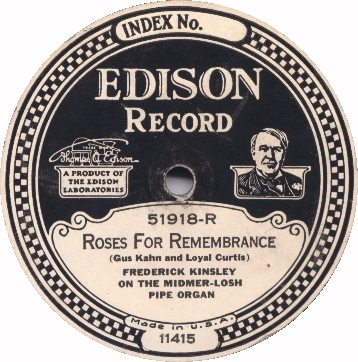 INDEX No.
EDISON
RECORD
Thomas A Edison
A PRODUCT OF
THE EDISON
LABORATORIES
51918-R
ROSES FOR REMEMBRANCE
(Gus Kahn and Loyal Curtis)
FREDERICK KINSLEY
ON THE MIDMER-LOSH
PIPE ORGAN
Made in U.S.A.
11415